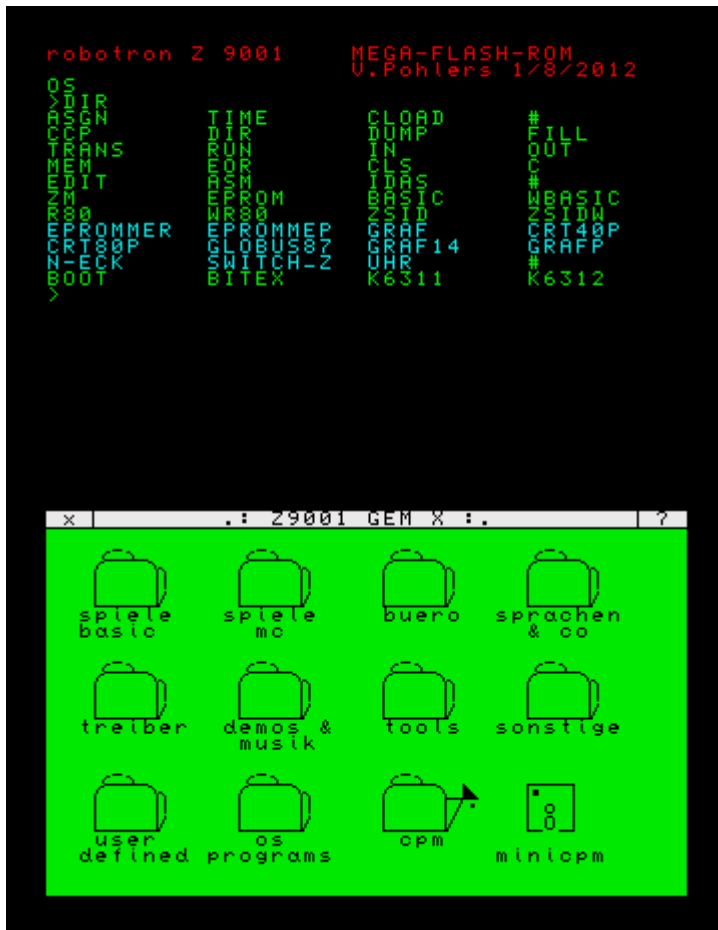 robotron Z 9001 MEGA-FLASH-ROM
V.Pohlers 1/8/2012
OS
>DIR
ASGN TIME CLOAD #
CCP DIR DUMP FILL
TRANS RUN IN OUT
MEM EOR CLS C
EDIT ASM IDAS #
ZM EPROM BASIC WBASIC
R80 WR80 ZSID ZSIDW
EPROMMER EPROMMEP GRAF CRT40P
CRT80P GLOBUS87 GRAF14 GRAFP
N-ECK SWITCH_Z UHR #
BOOT BITEX K6311 K6312
>
x .: Z9001 GEM X :. ?
spiele spiele buero sprachen
basic mc & co
treiber demos & tools sonstige
musik
user os cpm
defined programs minicpm